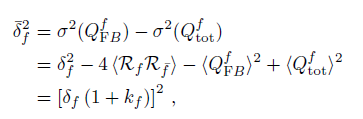 δ̄_f^2 = σ^2(Q_FB^f) − σ^2(Q_tot^f)
= δ_f^2 − 4 ⟨ℛ_f ℛ_f̄⟩ − ⟨Q_FB^f⟩^2 + ⟨Q_tot^f⟩^2
= [δ_f (1 + k_f)]^2 ,